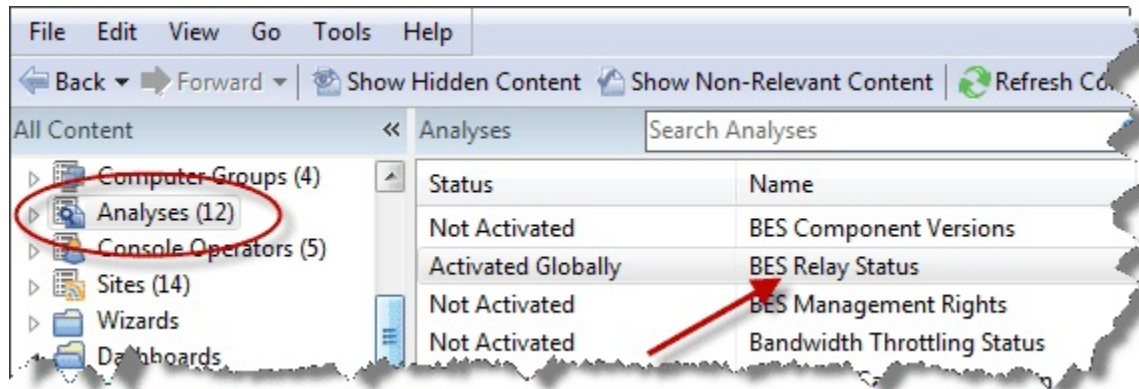 File Edit View Go Tools Help
Back Forward Show Hidden Content Show Non-Relevant Content Refresh
All Content
Computer Groups (4)
Analyses (12)
Console Operators (5)
Sites (14)
Wizards
Dashboards
Analyses Search Analyses
Status Name
Not Activated BES Component Versions
Activated Globally BES Relay Status
Not Activated BES Management Rights
Not Activated Bandwidth Throttling Status